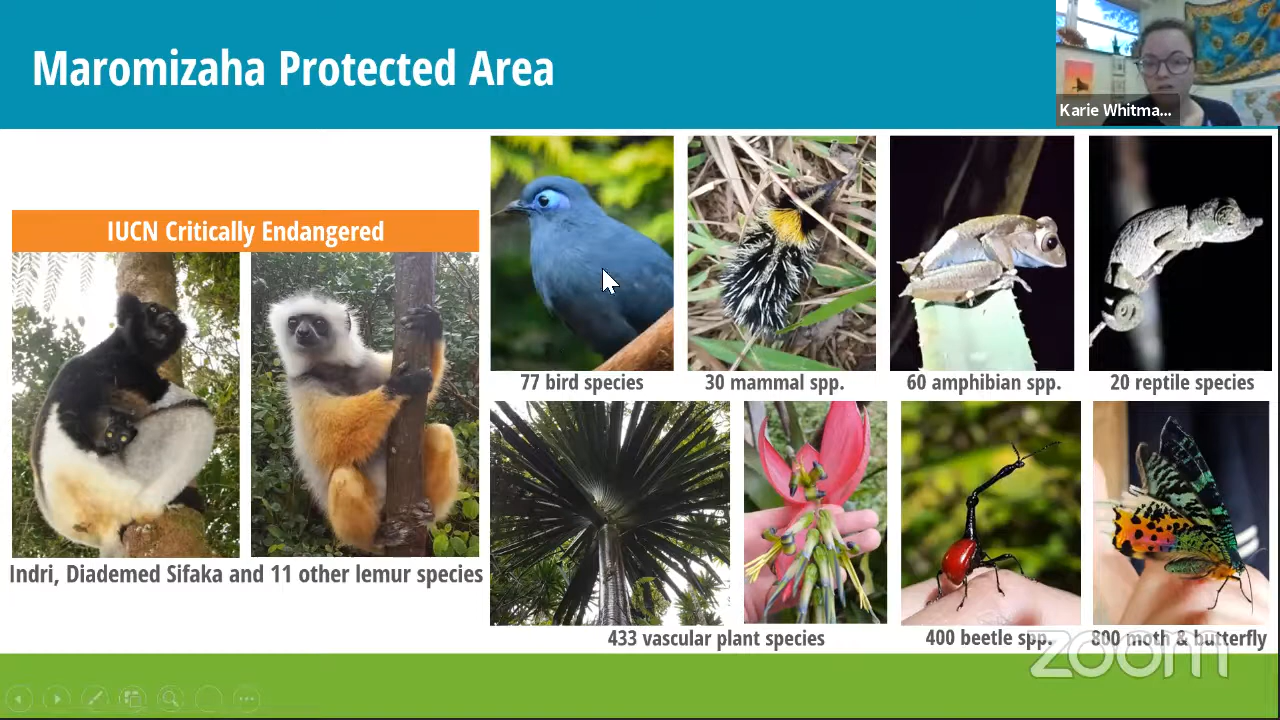 Maromizaha Protected Area
Karie Whitma...
IUCN Critically Endangered
Indri, Diademed Sifaka and 11 other lemur species
77 bird species
30 mammal spp.
60 amphibian spp.
20 reptile species
433 vascular plant species
400 beetle spp.
800 moth & butterfly
zoom